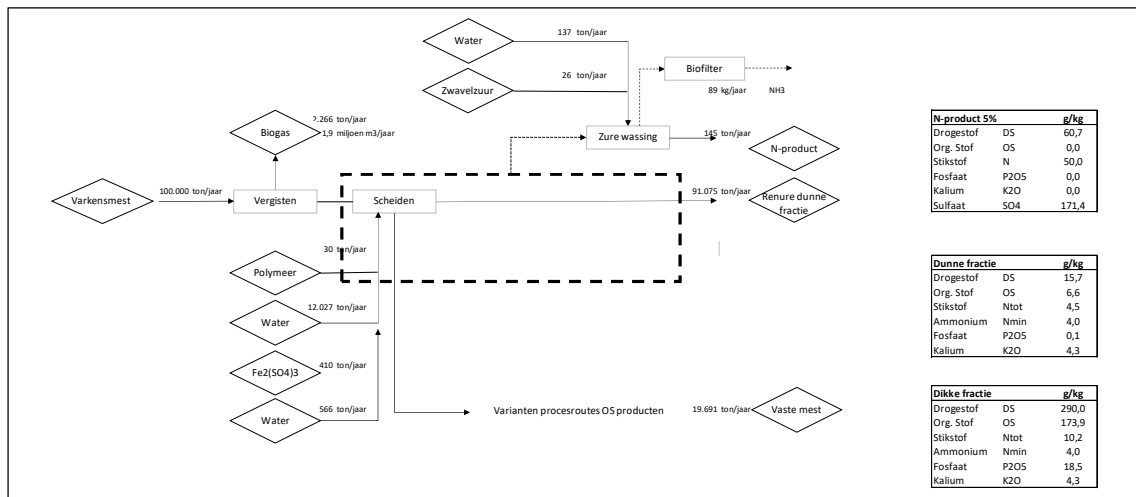 Water
137 ton/jaar
Zwavelzuur
26 ton/jaar
Biofilter
89 kg/jaar NH3
2.266 ton/jaar
1,9 miljoen m3/jaar
Biogas
Zure wassing
145 ton/jaar
N-product
Varkensmest
100.000 ton/jaar
Vergisten
Scheiden
91.075 ton/jaar
Renure dunne
fractie
30 ton/jaar
Polymeer
12.027 ton/jaar
Water
410 ton/jaar
Fe2(SO4)3
566 ton/jaar
Water
Varianten procesroutes OS producten
19.691 ton/jaar
Vaste mest
N-product 5% g/kg
Drogestof DS 60,7
Org. Stof OS 0,0
Stikstof N 50,0
Fosfaat P2O5 0,0
Kalium K2O 0,0
Sulfaat SO4 171,4
Dunne fractie g/kg
Drogestof DS 15,7
Org. Stof OS 6,6
Stikstof Ntot 4,5
Ammonium Nmin 4,0
Fosfaat P2O5 0,1
Kalium K2O 4,3
Dikke fractie g/kg
Drogestof DS 290,0
Org. Stof OS 173,9
Stikstof Ntot 10,2
Ammonium Nmin 4,0
Fosfaat P2O5 18,5
Kalium K2O 4,3